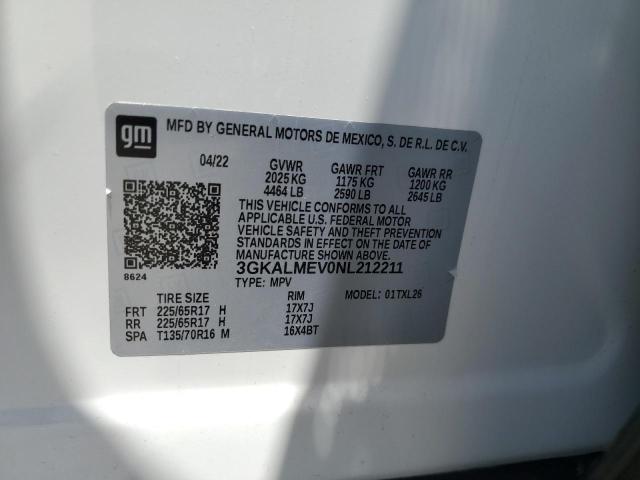 gm
MFD BY GENERAL MOTORS DE MEXICO, S. DE R.L. DE C.V.
04/22 GVWR GAWR FRT GAWR RR
2025 KG 1175 KG 1200 KG
4464 LB 2590 LB 2645 LB
THIS VEHICLE CONFORMS TO ALL
APPLICABLE U.S. FEDERAL MOTOR
VEHICLE SAFETY AND THEFT PREVENTION
STANDARDS IN EFFECT ON THE DATE OF
MANUFACTURE SHOWN ABOVE.
8624
3GKALMEV0NL212211
TYPE: MPV MODEL: 01TXL26
TIRE SIZE RIM
FRT 225/65R17 H 17X7J
RR 225/65R17 H 17X7J
SPA T135/70R16 M 16X4BT